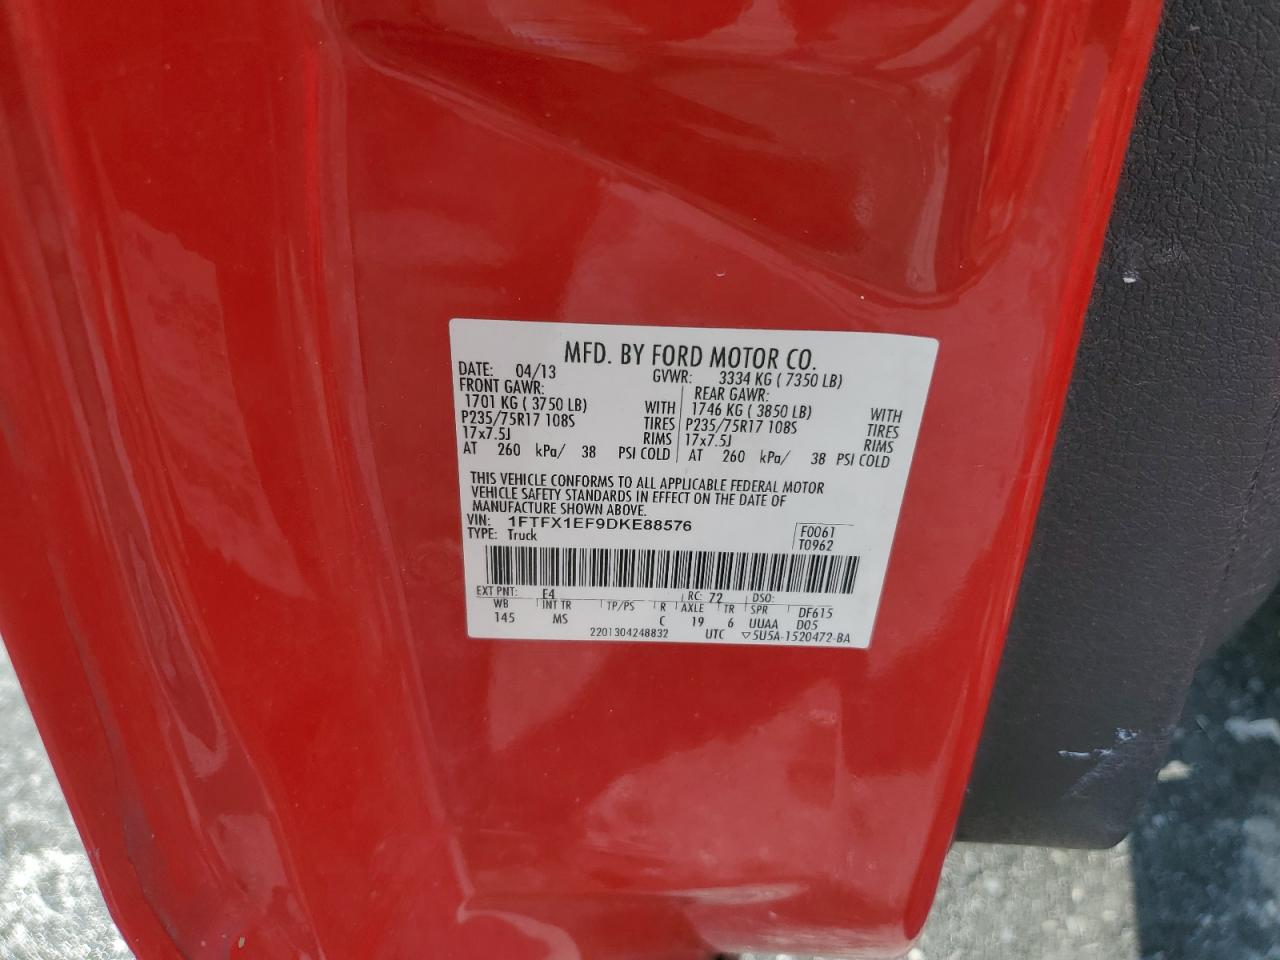 MFD. BY FORD MOTOR CO.
DATE: 04/13 GVWR: 3334 KG ( 7350 LB)
FRONT GAWR: REAR GAWR:
1701 KG ( 3750 LB) WITH 1746 KG ( 3850 LB) WITH
P235/75R17 108S TIRES P235/75R17 108S TIRES
17x7.5J RIMS 17x7.5J RIMS
AT 260 kPa/ 38 PSI COLD AT 260 kPa/ 38 PSI COLD
THIS VEHICLE CONFORMS TO ALL APPLICABLE FEDERAL MOTOR
VEHICLE SAFETY STANDARDS IN EFFECT ON THE DATE OF
MANUFACTURE SHOWN ABOVE.
VIN: 1FTFX1EF9DKE88576 F0061
TYPE: Truck T0962
EXT PNT: E4 RC: 72 DSO:
WB INT TR TP/PS R AXLE TR SPR DF615
145 MS C 19 6 UUAA D05
2201304248832 UTC ▽5U5A-1520472-BA